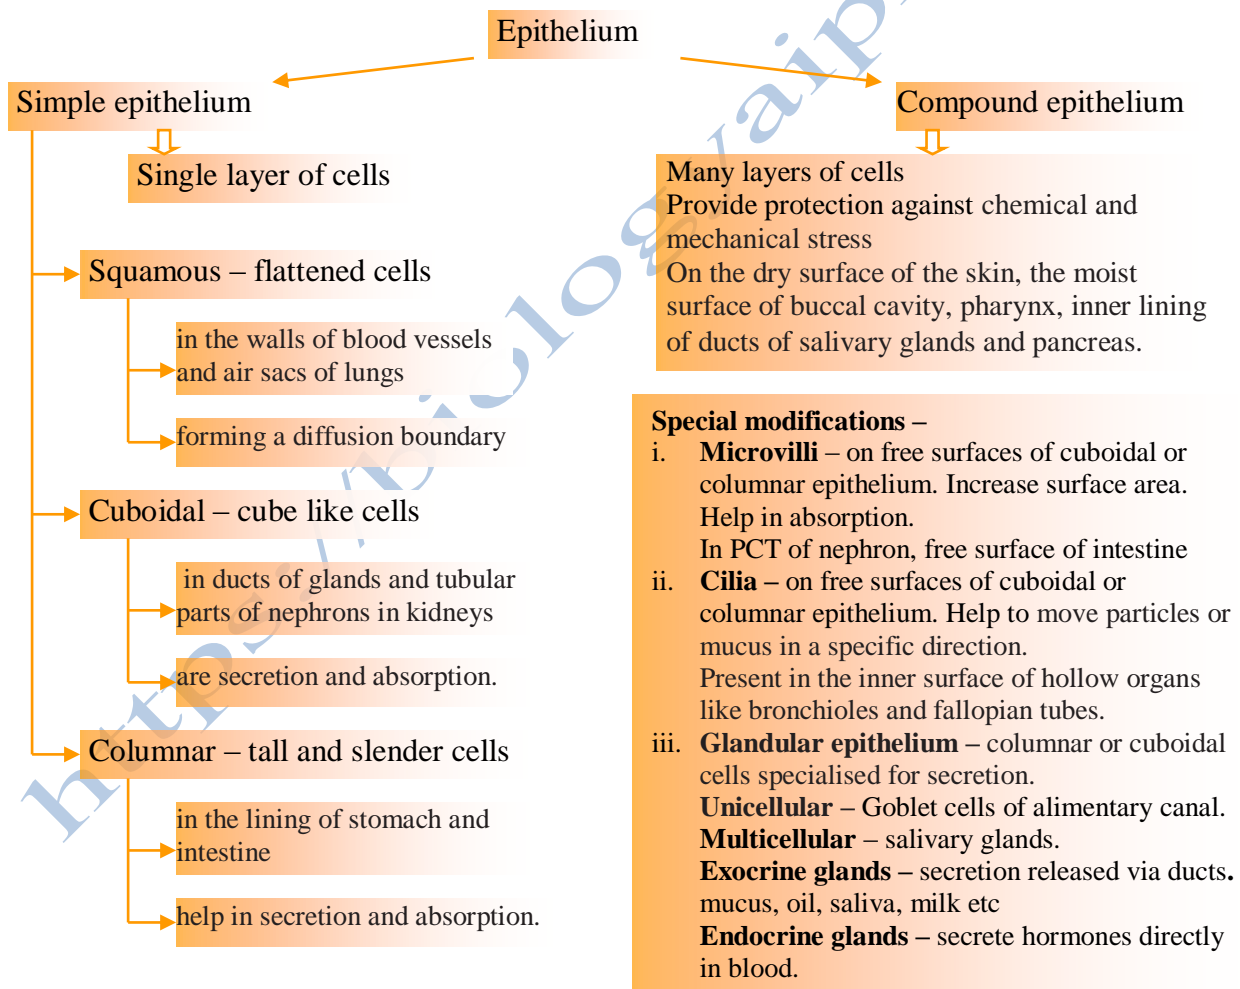 Epithelium
Simple epithelium
Single layer of cells
Squamous – flattened cells
in the walls of blood vessels
and air sacs of lungs
forming a diffusion boundary
Cuboidal – cube like cells
in ducts of glands and tubular
parts of nephrons in kidneys
are secretion and absorption.
Columnar – tall and slender cells
in the lining of stomach and
intestine
help in secretion and absorption.
Compound epithelium
Many layers of cells
Provide protection against chemical and
mechanical stress
On the dry surface of the skin, the moist
surface of buccal cavity, pharynx, inner lining
of ducts of salivary glands and pancreas.
Special modifications –
i. Microvilli – on free surfaces of cuboidal or
columnar epithelium. Increase surface area.
Help in absorption.
In PCT of nephron, free surface of intestine
ii. Cilia – on free surfaces of cuboidal or
columnar epithelium. Help to move particles or
mucus in a specific direction.
Present in the inner surface of hollow organs
like bronchioles and fallopian tubes.
iii. Glandular epithelium – columnar or cuboidal
cells specialised for secretion.
Unicellular – Goblet cells of alimentary canal.
Multicellular – salivary glands.
Exocrine glands – secretion released via ducts.
mucus, oil, saliva, milk etc
Endocrine glands – secrete hormones directly
in blood.